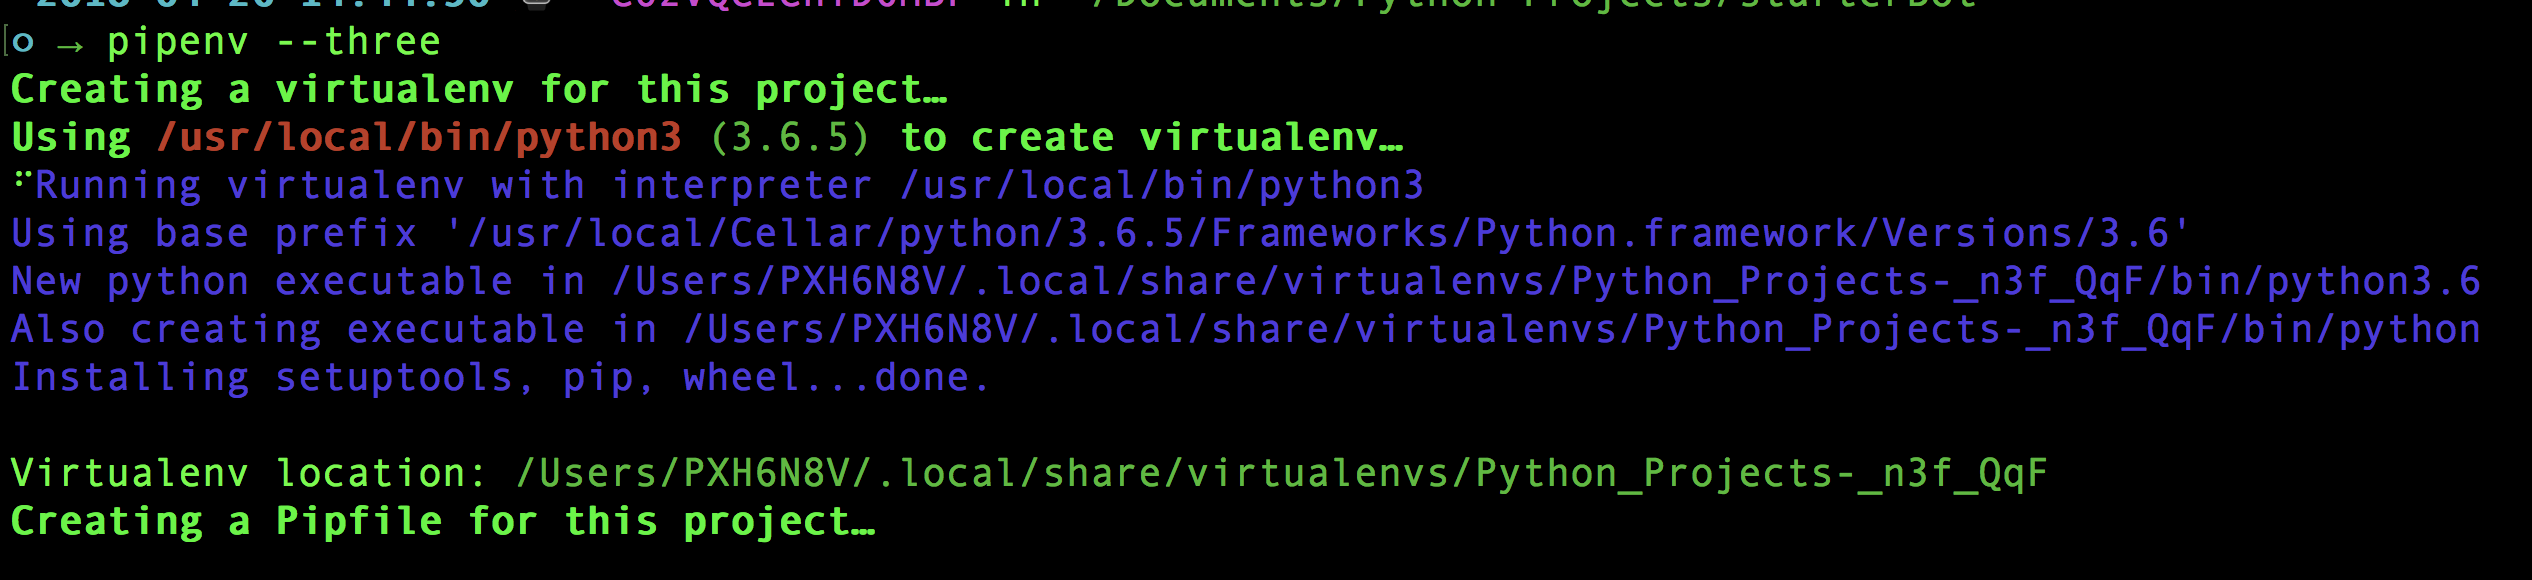 ~/Documents/Python_Projects/starterbot
→ pipenv --three
Creating a virtualenv for this project…
Using /usr/local/bin/python3 (3.6.5) to create virtualenv…
⠋Running virtualenv with interpreter /usr/local/bin/python3
Using base prefix '/usr/local/Cellar/python/3.6.5/Frameworks/Python.framework/Versions/3.6'
New python executable in /Users/PXH6N8V/.local/share/virtualenvs/Python_Projects-_n3f_QqF/bin/python3.6
Also creating executable in /Users/PXH6N8V/.local/share/virtualenvs/Python_Projects-_n3f_QqF/bin/python
Installing setuptools, pip, wheel...done.
Virtualenv location: /Users/PXH6N8V/.local/share/virtualenvs/Python_Projects-_n3f_QqF
Creating a Pipfile for this project…